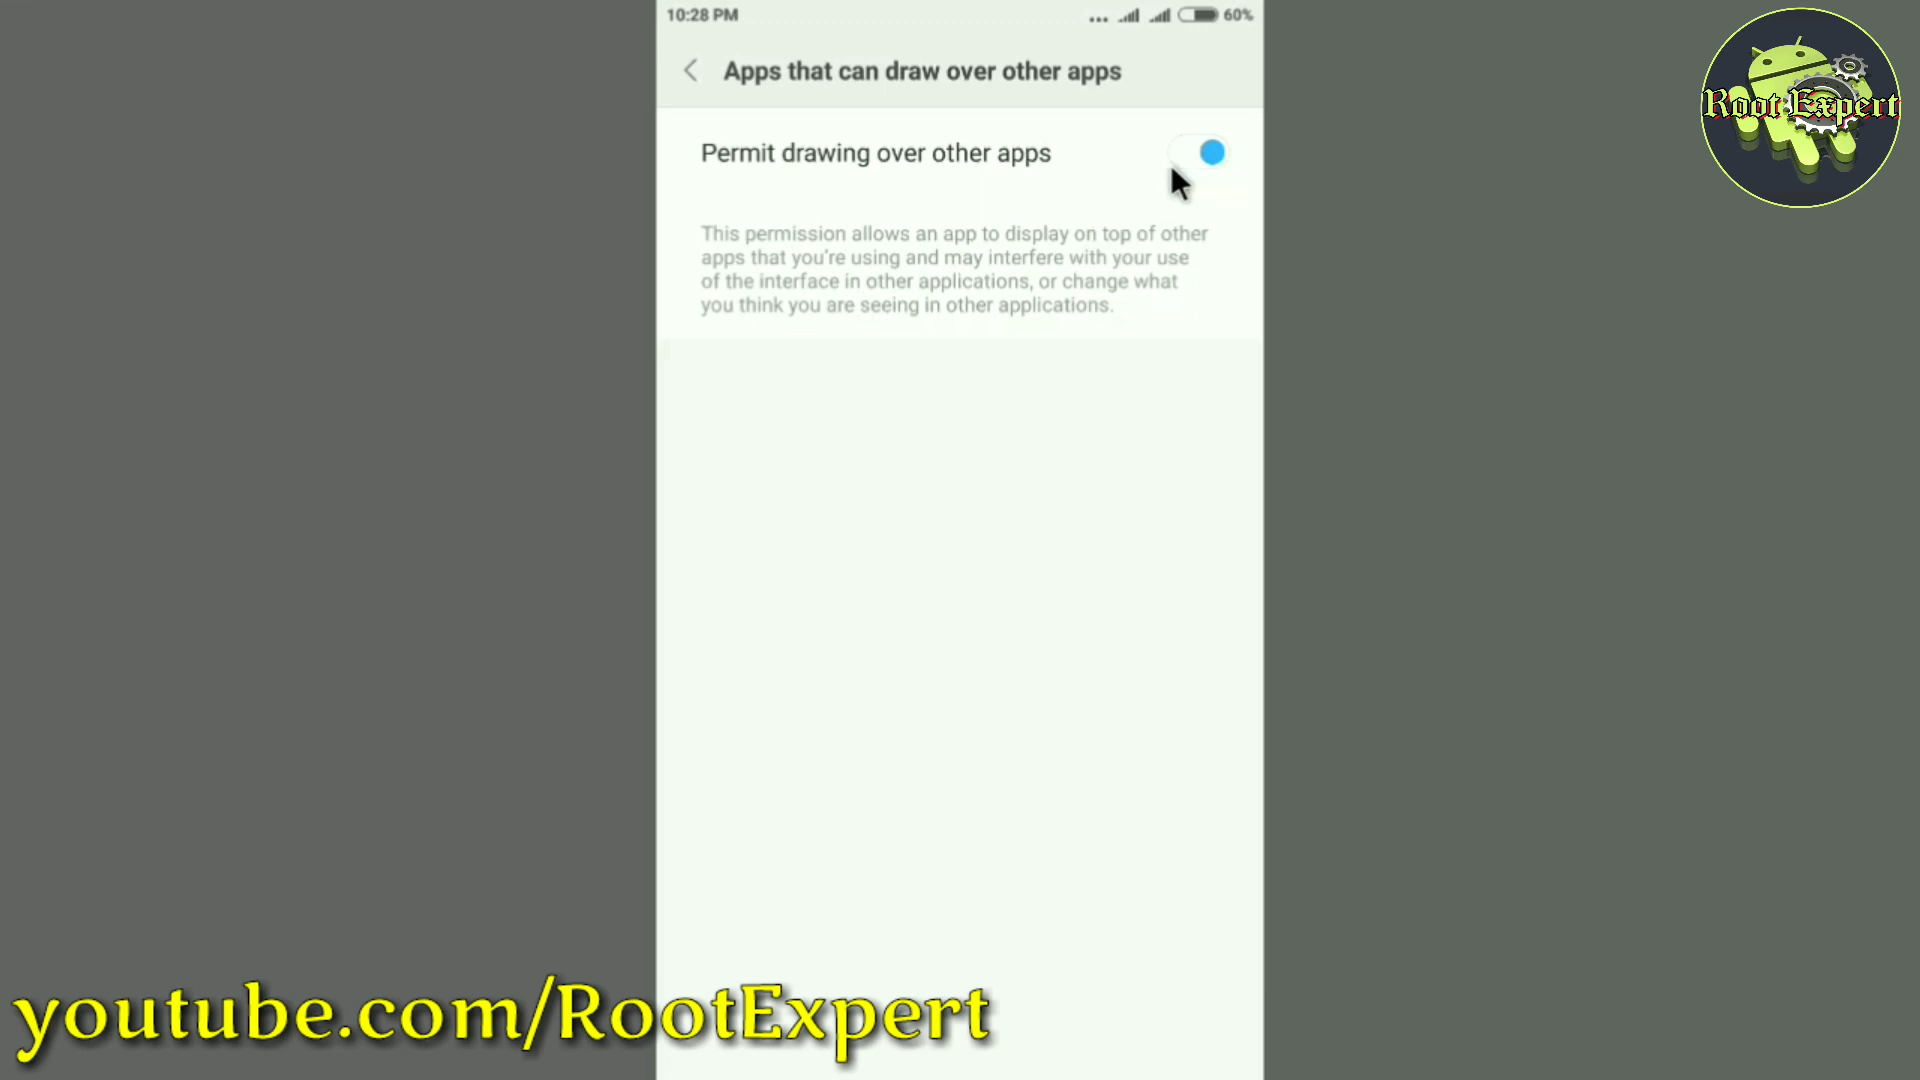 10:28 PM
60%
Apps that can draw over other apps
Permit drawing over other apps
This permission allows an app to display on top of other
apps that you're using and may interfere with your use
of the interface in other applications, or change what
you think you are seeing in other applications.
Root Expert
youtube.com/RootExpert